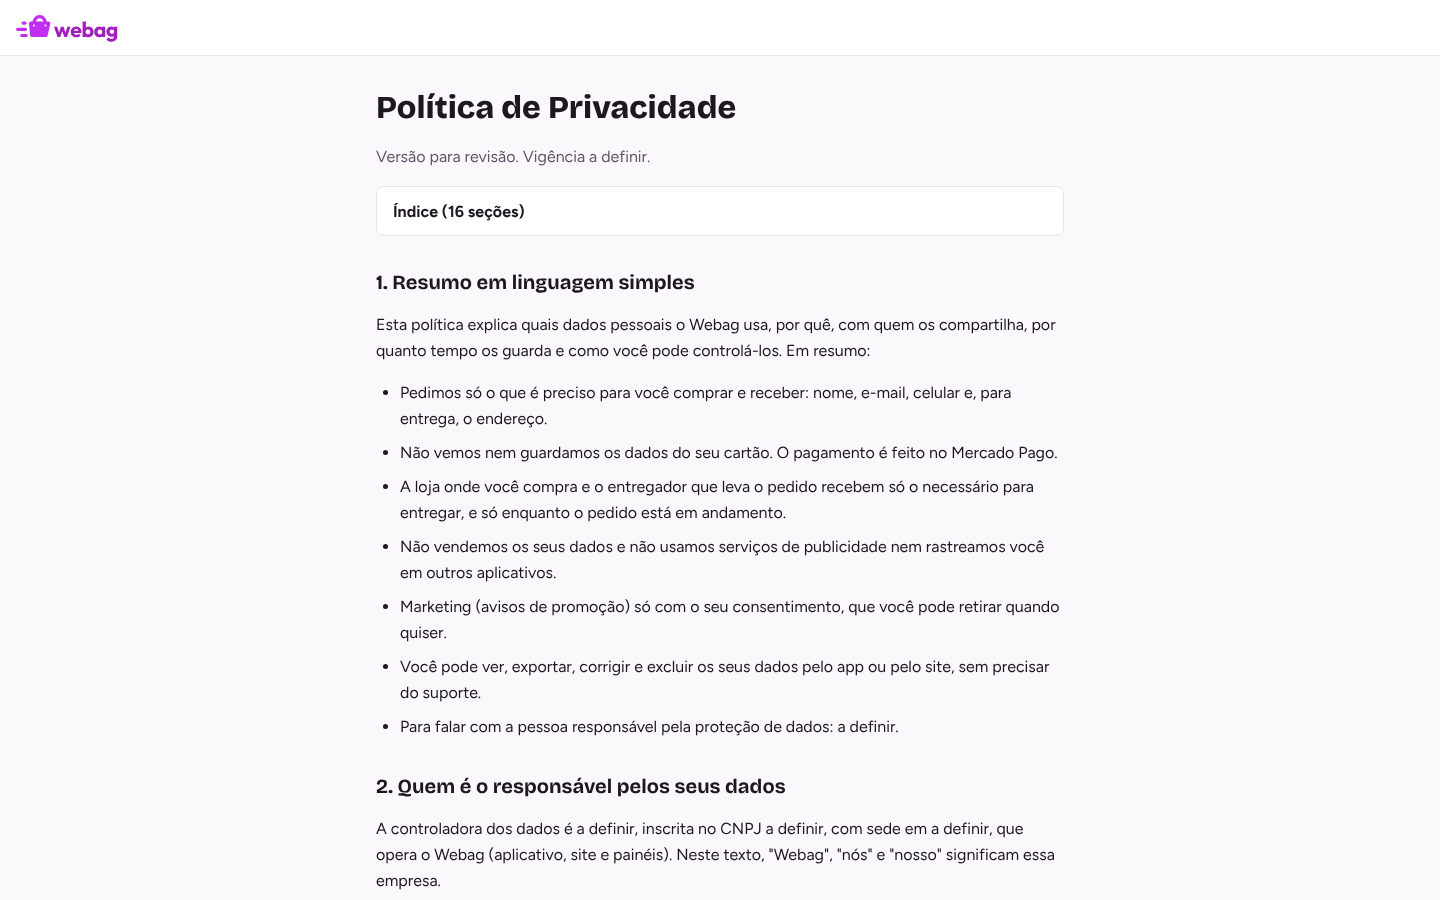 webag
Política de Privacidade
Versão para revisão. Vigência a definir.
Índice (16 seções)
1. Resumo em linguagem simples
Esta política explica quais dados pessoais o Webag usa, por quê, com quem os compartilha, por
quanto tempo os guarda e como você pode controlá-los. Em resumo:
• Pedimos só o que é preciso para você comprar e receber: nome, e-mail, celular e, para
entrega, o endereço.
• Não vemos nem guardamos os dados do seu cartão. O pagamento é feito no Mercado Pago.
• A loja onde você compra e o entregador que leva o pedido recebem só o necessário para
entregar, e só enquanto o pedido está em andamento.
• Não vendemos os seus dados e não usamos serviços de publicidade nem rastreamos você
em outros aplicativos.
• Marketing (avisos de promoção) só com o seu consentimento, que você pode retirar quando
quiser.
• Você pode ver, exportar, corrigir e excluir os seus dados pelo app ou pelo site, sem precisar
do suporte.
• Para falar com a pessoa responsável pela proteção de dados: a definir.
2. Quem é o responsável pelos seus dados
A controladora dos dados é a definir, inscrita no CNPJ a definir, com sede em a definir, que
opera o Webag (aplicativo, site e painéis). Neste texto, "Webag", "nós" e "nosso" significam essa
empresa.